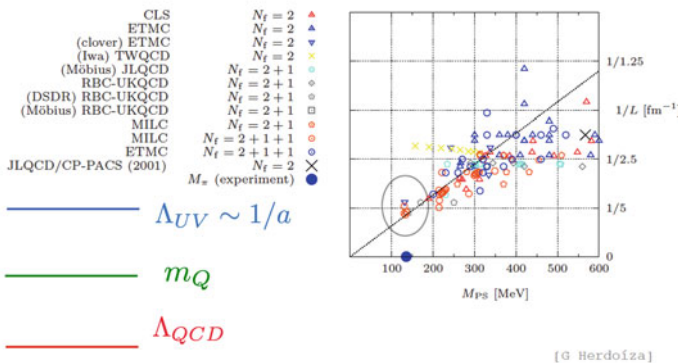 CLS N_f = 2
ETMC N_f = 2
(clover) ETMC N_f = 2
(Iwa) TWQCD N_f = 2
(Möbius) JLQCD N_f = 2 + 1
RBC-UKQCD N_f = 2 + 1
(DSDR) RBC-UKQCD N_f = 2 + 1
(Möbius) RBC-UKQCD N_f = 2 + 1
MILC N_f = 2 + 1
MILC N_f = 2 + 1 + 1
ETMC N_f = 2 + 1 + 1
JLQCD/CP-PACS (2001) N_f = 2
M_π (experiment)
Λ_UV ∼ 1/a
m_Q
Λ_QCD
1/1.25
1/L [fm⁻¹]
1/2.5
1/5
0
100 200 300 400 500 600
M_PS [MeV]
[G Herdoíza]